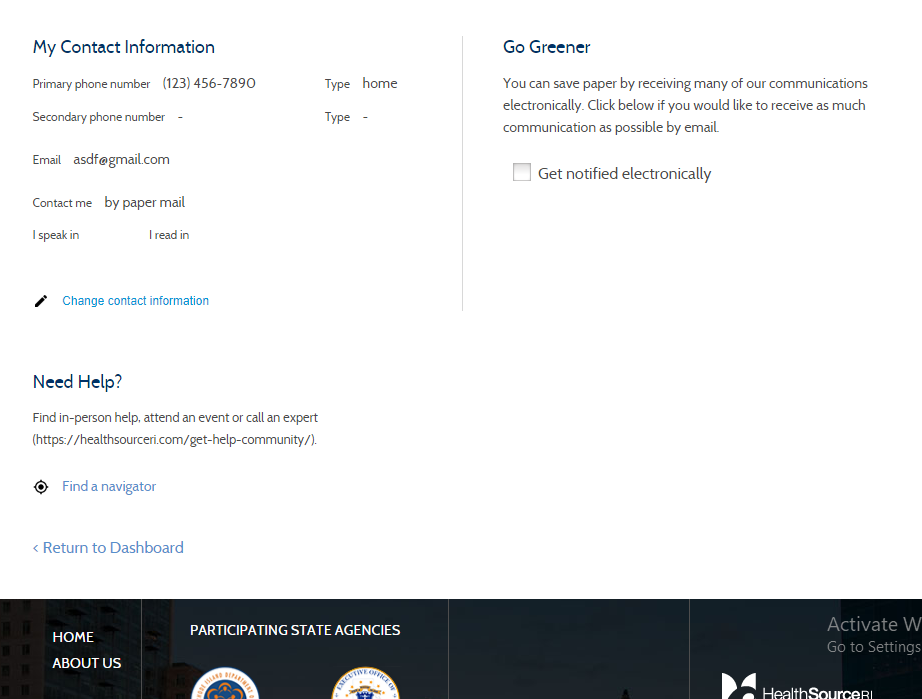 My Contact Information
Primary phone number (123) 456-7890 Type home
Secondary phone number - Type -
Email asdf@gmail.com
Contact me by paper mail
I speak in I read in
Change contact information
Go Greener
You can save paper by receiving many of our communications
electronically. Click below if you would like to receive as much
communication as possible by email.
Get notified electronically
Need Help?
Find in-person help, attend an event or call an expert
(https://healthsourceri.com/get-help-community/).
Find a navigator
< Return to Dashboard
HOME
ABOUT US
PARTICIPATING STATE AGENCIES
EXECUTIVE OFFICE OF
Activate W
Go to Settings
HealthSourceRI